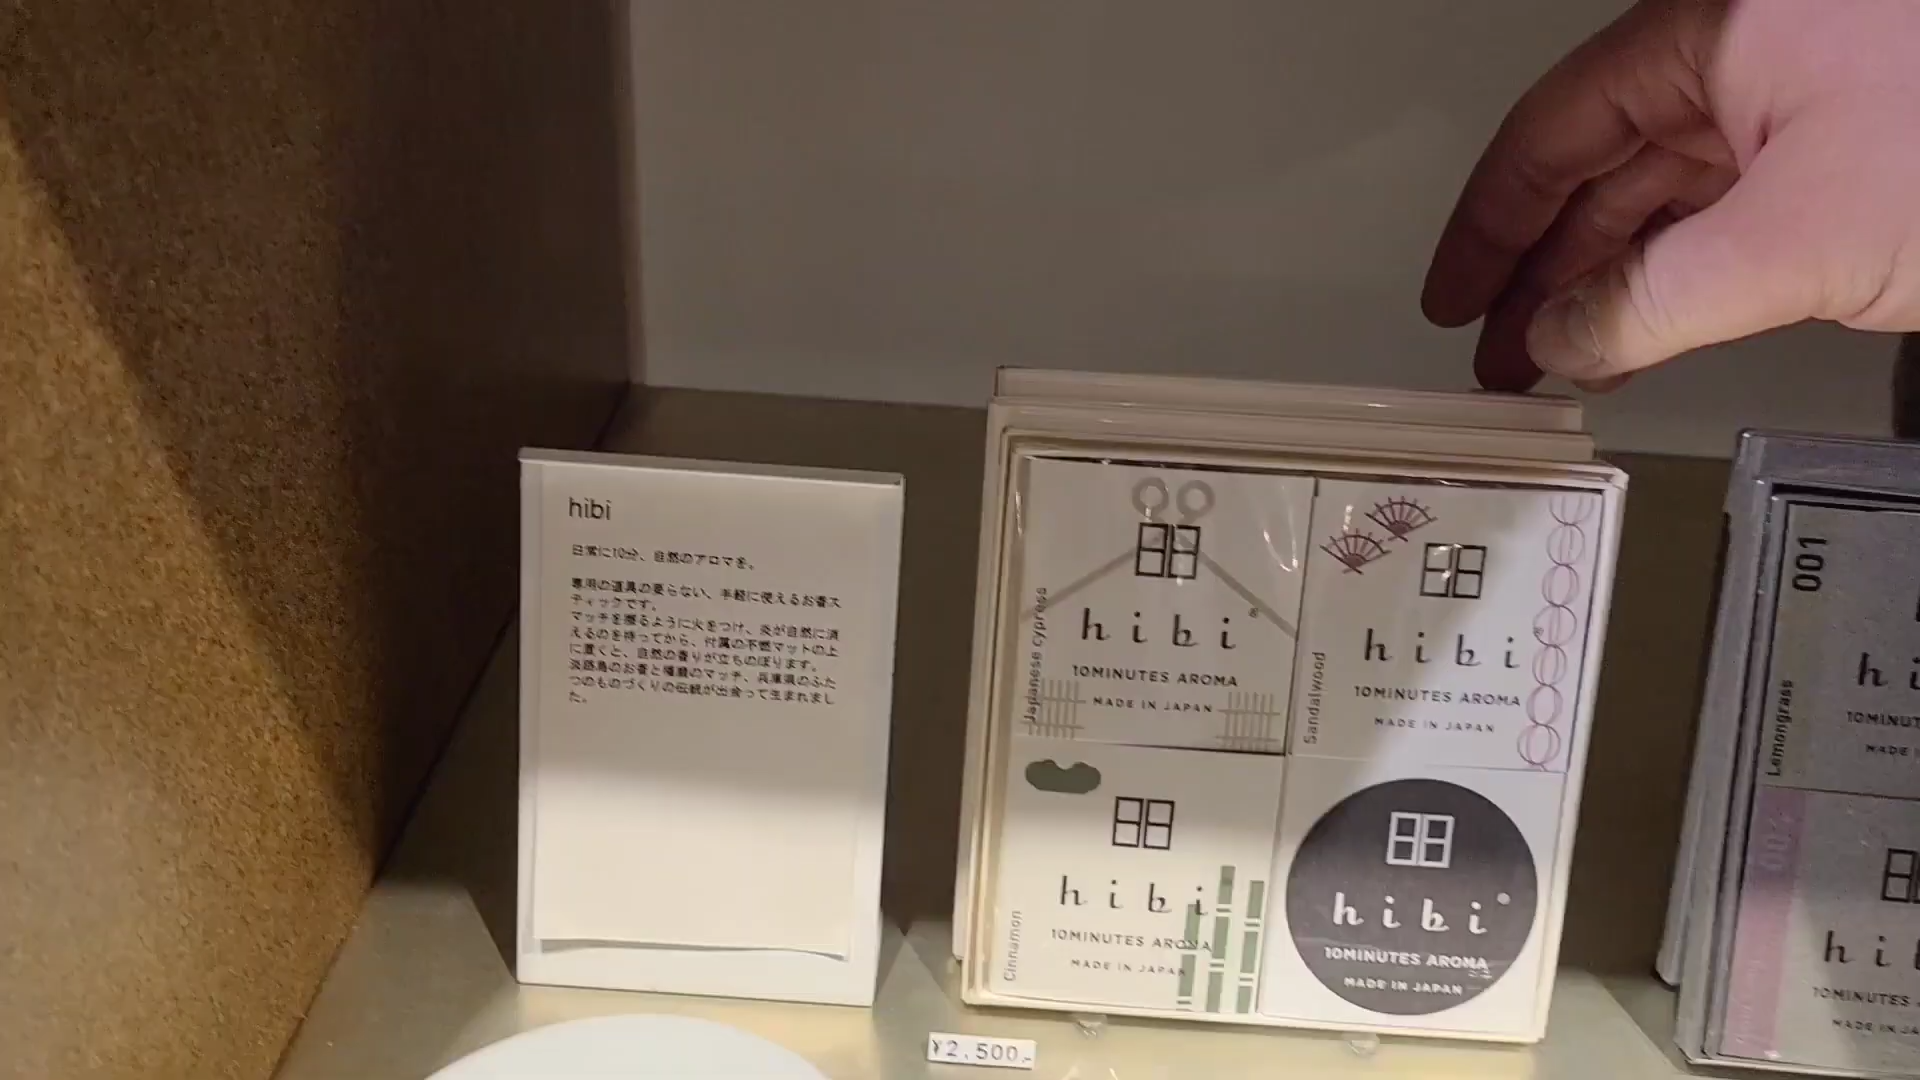 hibi
日常に10分、自然のアロマを。
専用の道具の要らない、手軽に使えるお香ス
ティックです。
マッチを擦るように火をつけ、炎が自然に消
えるのを待ってから、付属の不燃マットの上
に置くと、自然の香りが立ちのぼります。
淡路島のお香と播磨のマッチ、兵庫県のふた
つのものづくりの伝統が出会って生まれまし
た。
Japanese cypress
hibi®
10MINUTES AROMA
MADE IN JAPAN
Sandalwood
hibi®
10MINUTES AROMA
MADE IN JAPAN
Cinnamon
hibi
10MINUTES AROMA
MADE IN JAPAN
hibi
10MINUTES AROMA
MADE IN JAPAN
¥2,500.-
001
Lemongrass
hi
10MINUT
MADE I
hib
10MINUTES
MADE IN JA